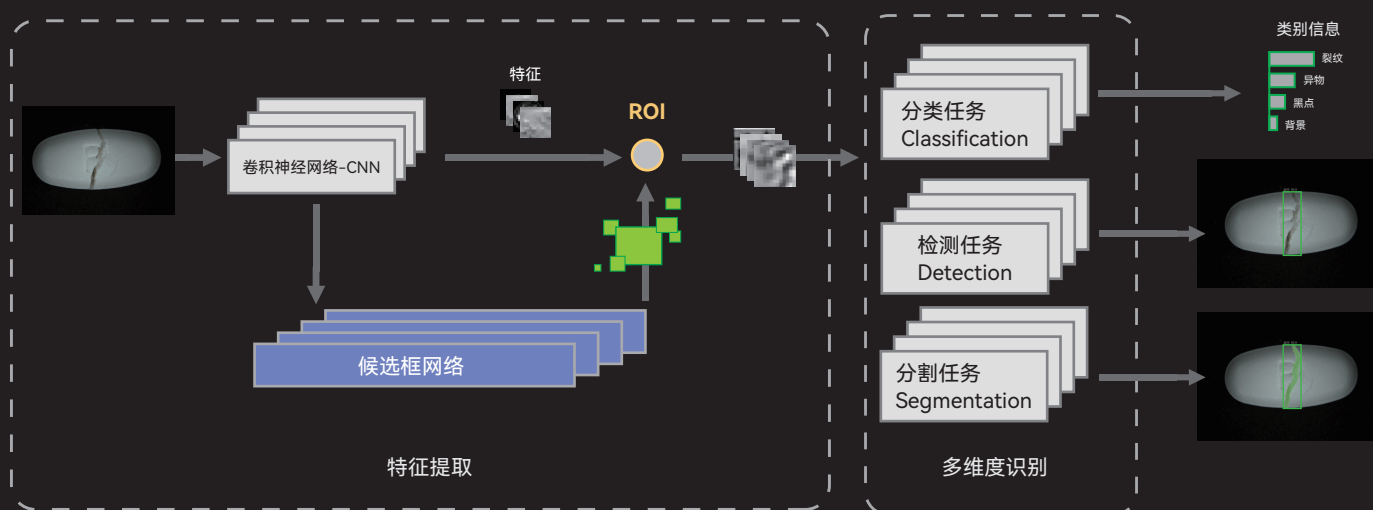 特征
ROI
卷积神经网络-CNN
候选框网络
特征提取
分类任务
Classification
检测任务
Detection
分割任务
Segmentation
多维度识别
类别信息
裂纹
异物
黑点
背景